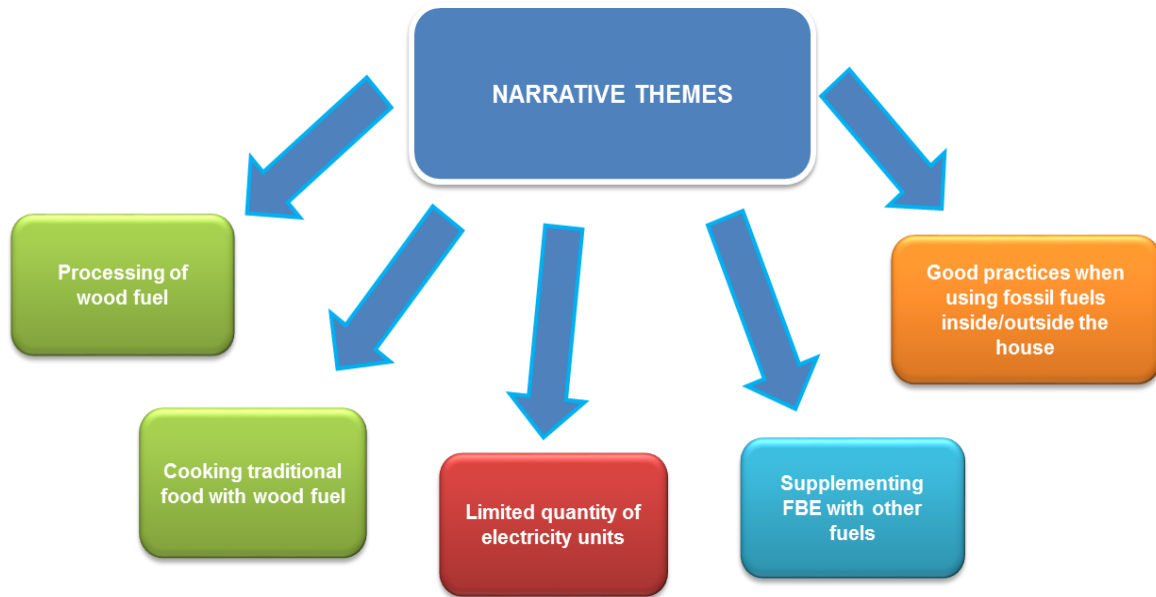 NARRATIVE THEMES
Processing of
wood fuel
Cooking traditional
food with wood fuel
Limited quantity of
electricity units
Supplementing
FBE with other
fuels
Good practices when
using fossil fuels
inside/outside the
house